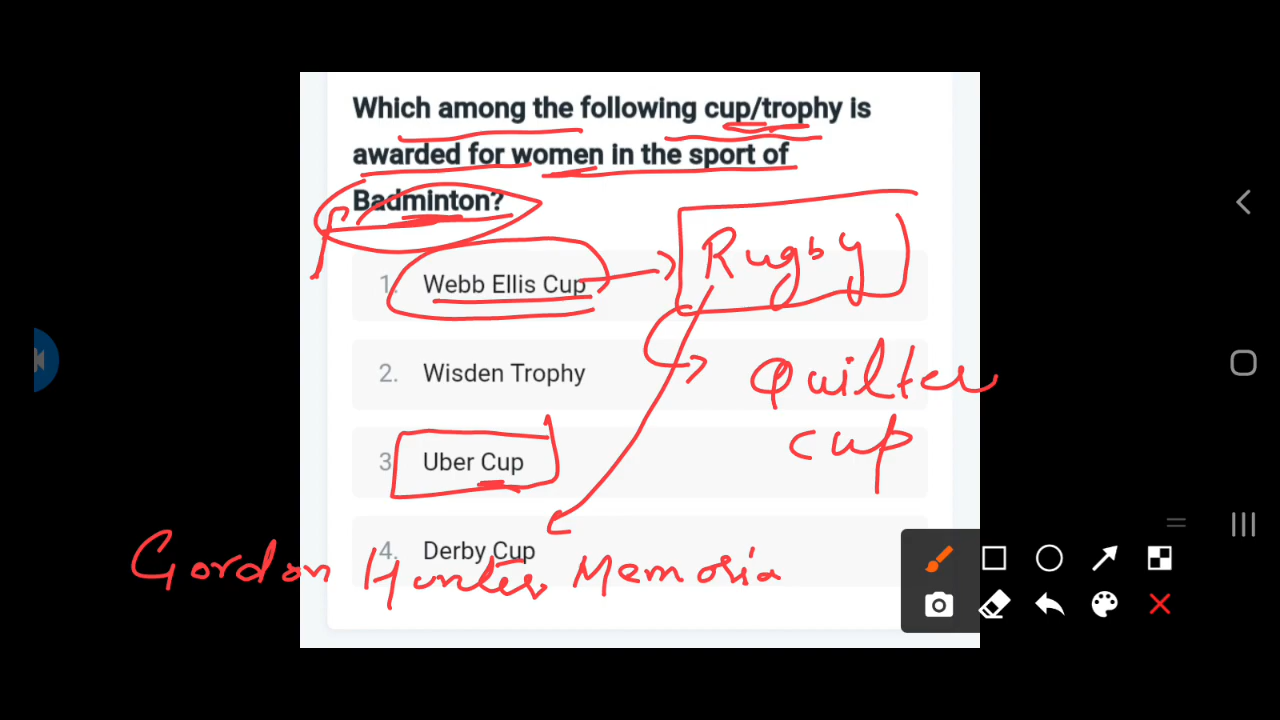 Which among the following cup/trophy is
awarded for women in the sport of
Badminton?
1. Webb Ellis Cup
Rugby
2. Wisden Trophy
Quilter
cup
3 Uber Cup
4. Derby Cup
Gordon Hunter Memoria